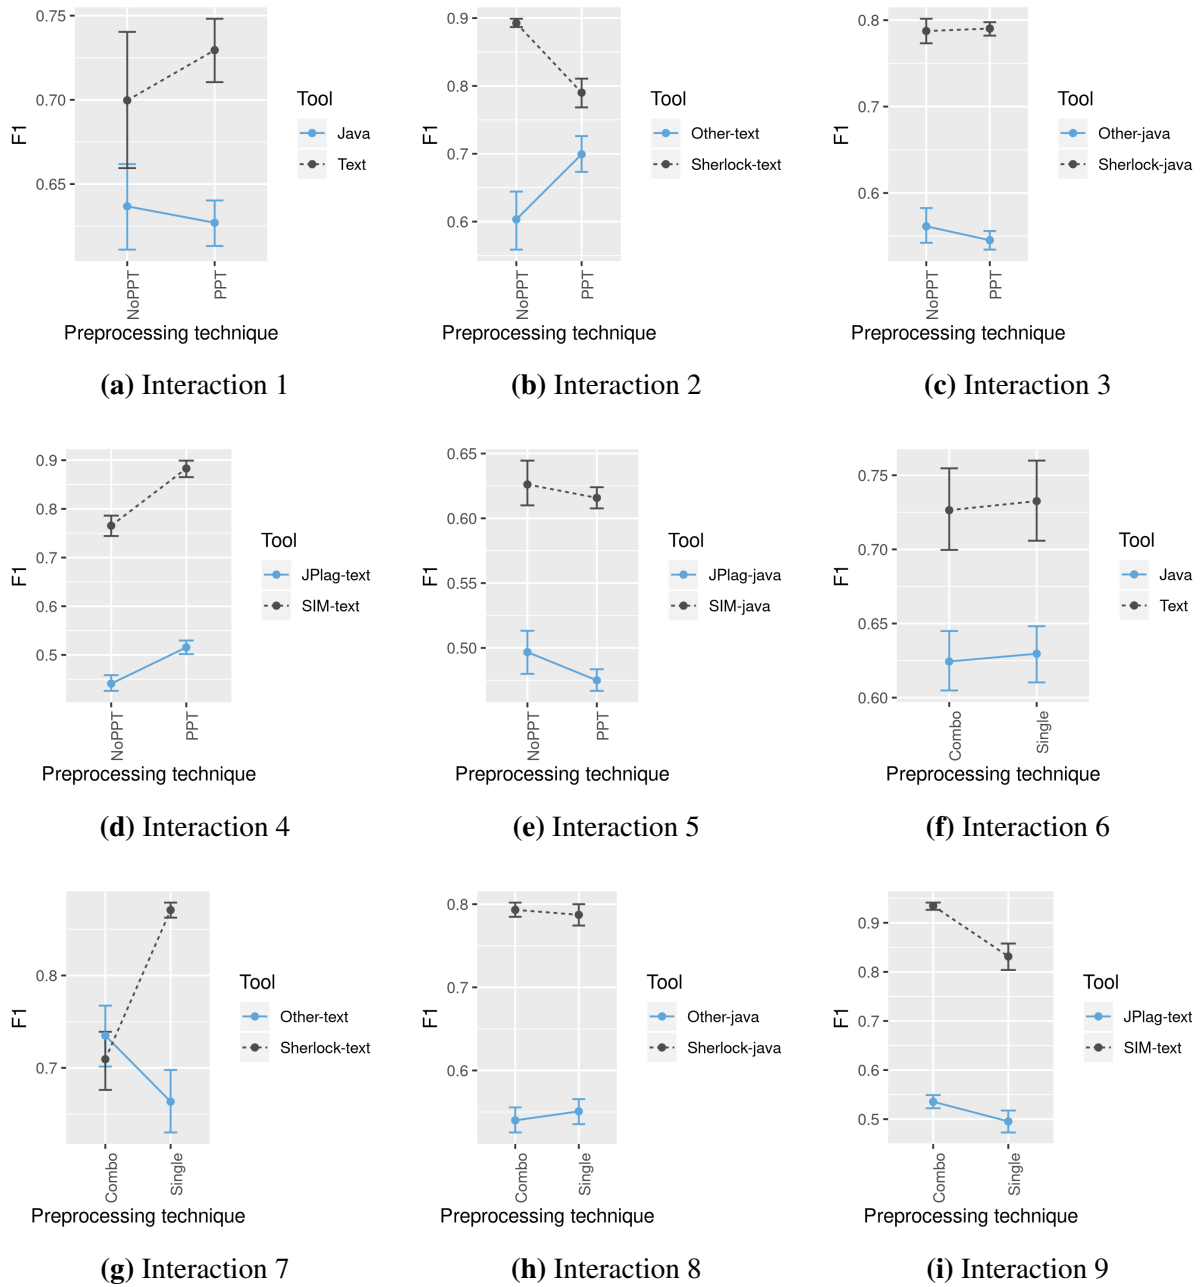 0.75
0.70
0.65
F1
NoPPT
PPT
Preprocessing technique
Tool
Java
Text
(a) Interaction 1
0.9
0.8
0.7
0.6
F1
NoPPT
PPT
Preprocessing technique
Tool
Other-text
Sherlock-text
(b) Interaction 2
0.8
0.7
0.6
F1
NoPPT
PPT
Preprocessing technique
Tool
Other-java
Sherlock-java
(c) Interaction 3
0.9
0.8
0.7
0.6
0.5
F1
NoPPT
PPT
Preprocessing technique
Tool
JPlag-text
SIM-text
(d) Interaction 4
0.65
0.60
0.55
0.50
F1
NoPPT
PPT
Preprocessing technique
Tool
JPlag-java
SIM-java
(e) Interaction 5
0.75
0.70
0.65
0.60
F1
Combo
Single
Preprocessing technique
Tool
Java
Text
(f) Interaction 6
0.8
0.7
F1
Combo
Single
Preprocessing technique
Tool
Other-text
Sherlock-text
(g) Interaction 7
0.8
0.7
0.6
F1
Combo
Single
Preprocessing technique
Tool
Other-java
Sherlock-java
(h) Interaction 8
0.9
0.8
0.7
0.6
0.5
F1
Combo
Single
Preprocessing technique
Tool
JPlag-text
SIM-text
(i) Interaction 9